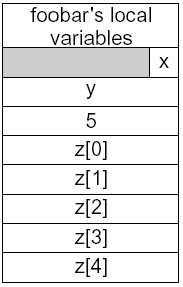 foobar's local
variables
x
y
5
z[0]
z[1]
z[2]
z[3]
z[4]